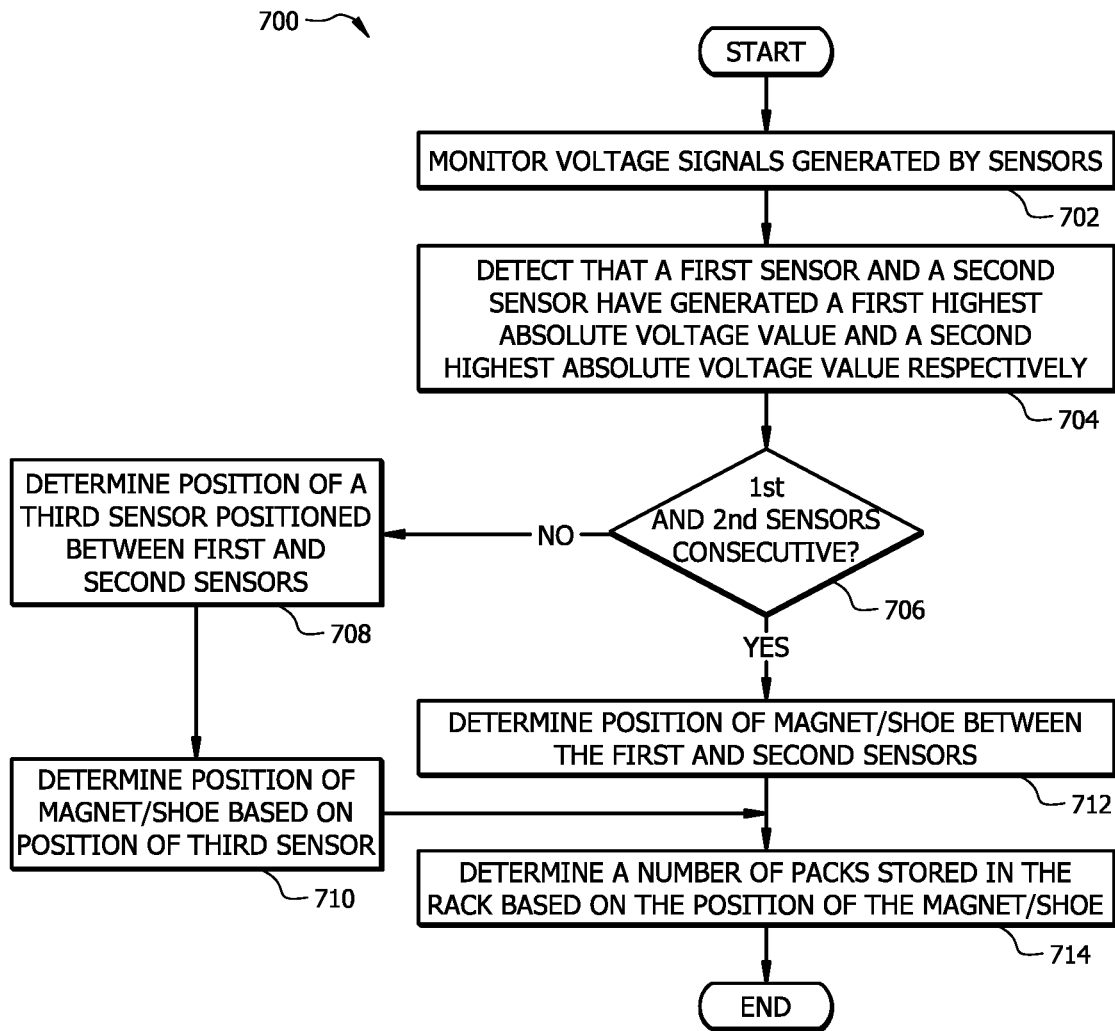 700
START
MONITOR VOLTAGE SIGNALS GENERATED BY SENSORS
702
DETECT THAT A FIRST SENSOR AND A SECOND
SENSOR HAVE GENERATED A FIRST HIGHEST
ABSOLUTE VOLTAGE VALUE AND A SECOND
HIGHEST ABSOLUTE VOLTAGE VALUE RESPECTIVELY
704
1st
AND 2nd SENSORS
CONSECUTIVE?
706
NO
DETERMINE POSITION OF A
THIRD SENSOR POSITIONED
BETWEEN FIRST AND
SECOND SENSORS
708
DETERMINE POSITION OF
MAGNET/SHOE BASED ON
POSITION OF THIRD SENSOR
710
YES
DETERMINE POSITION OF MAGNET/SHOE BETWEEN
THE FIRST AND SECOND SENSORS
712
DETERMINE A NUMBER OF PACKS STORED IN THE
RACK BASED ON THE POSITION OF THE MAGNET/SHOE
714
END